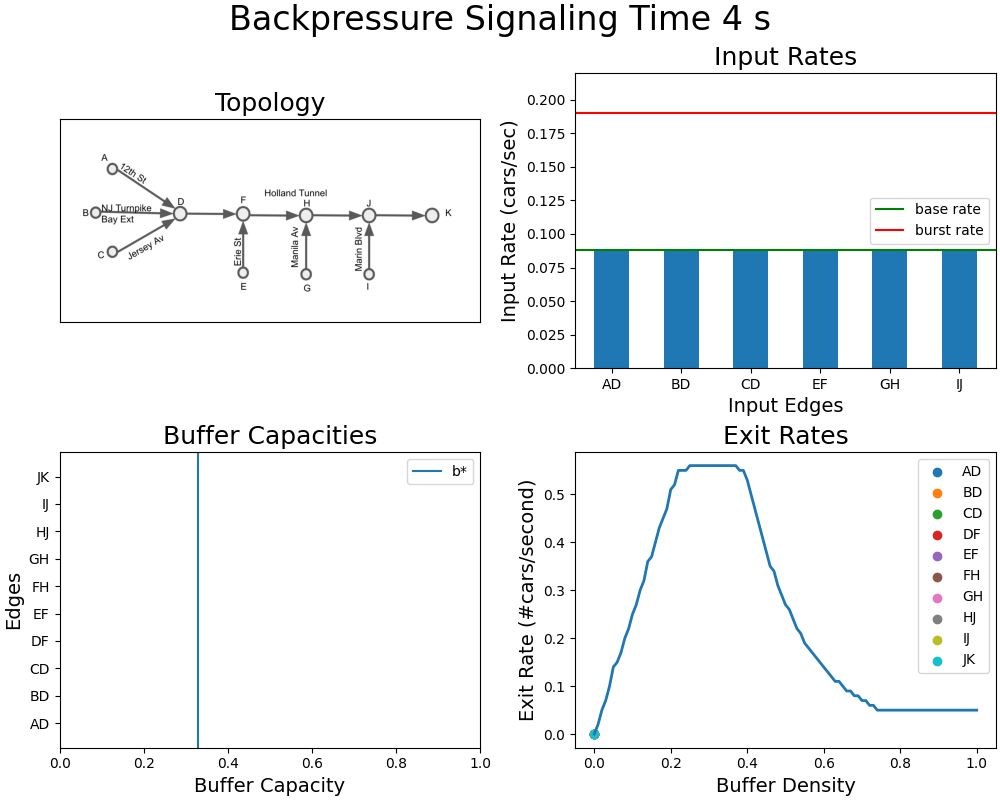 Backpressure Signaling Time 4 s
Topology
A
12th St
B
NJ Turnpike
Bay Ext
C
Jersey Av
D
F
Erie St
E
Holland Tunnel
H
Manila Av
G
J
Marin Blvd
I
K
Input Rates
Input Rate (cars/sec)
0.200
0.175
0.150
0.125
0.100
0.075
0.050
0.025
0.000
base rate
burst rate
AD BD CD EF GH IJ
Input Edges
Buffer Capacities
Edges
JK
IJ
HJ
GH
FH
EF
DF
CD
BD
AD
b*
0.0 0.2 0.4 0.6 0.8 1.0
Buffer Capacity
Exit Rates
Exit Rate (#cars/second)
0.5
0.4
0.3
0.2
0.1
0.0
AD
BD
CD
DF
EF
FH
GH
HJ
IJ
JK
0.0 0.2 0.4 0.6 0.8 1.0
Buffer Density